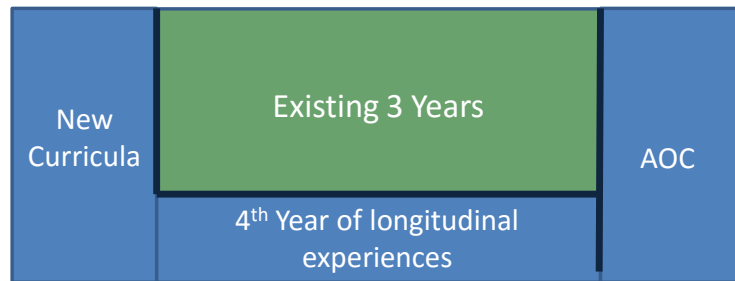 New
Curricula
Existing 3 Years
4th Year of longitudinal
experiences
AOC